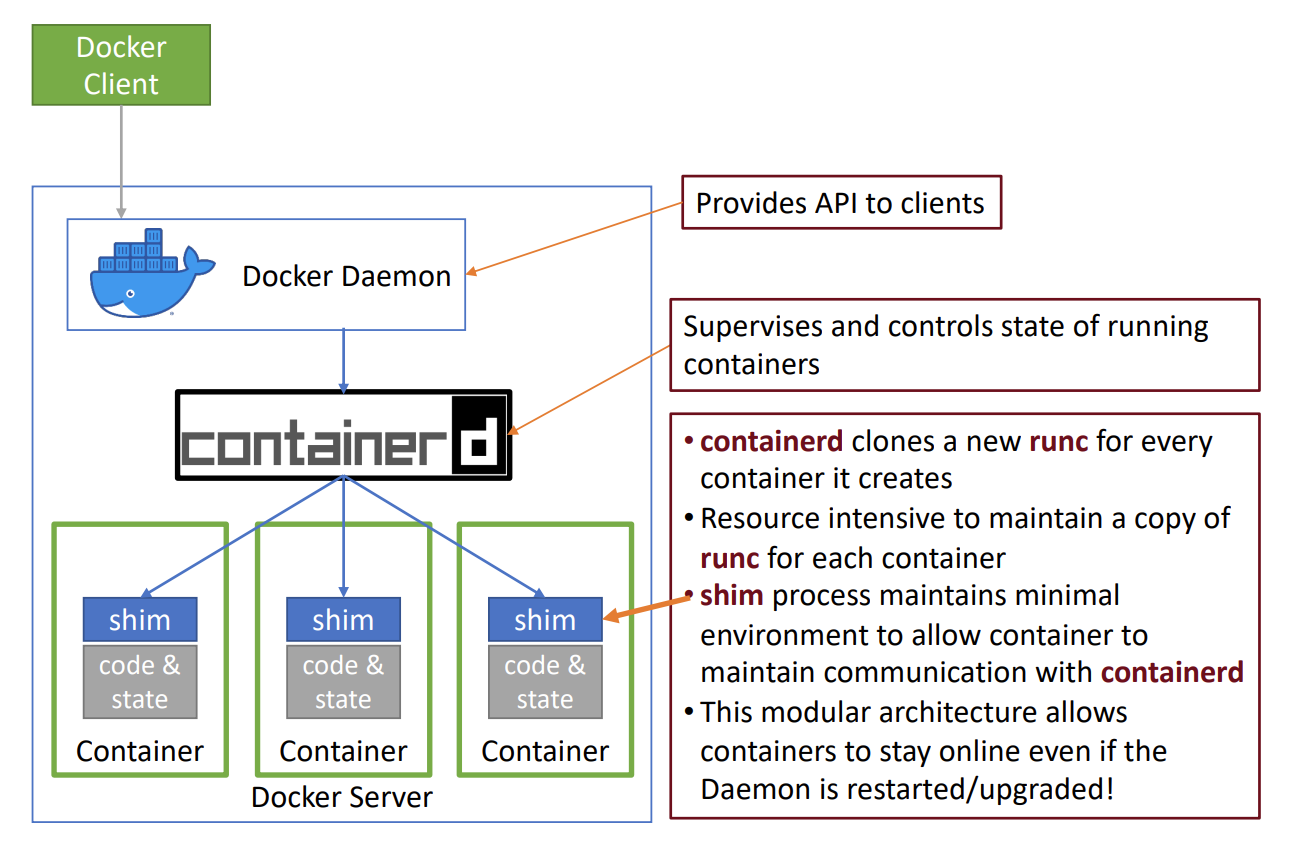 Docker
Client
Provides API to clients
Docker Daemon
Supervises and controls state of running
containers
containerd
• containerd clones a new runc for every
container it creates
• Resource intensive to maintain a copy of
runc for each container
• shim process maintains minimal
environment to allow container to
maintain communication with containerd
• This modular architecture allows
containers to stay online even if the
Daemon is restarted/upgraded!
shim
code &
state
Container
shim
code &
state
Container
shim
code &
state
Container
Docker Server